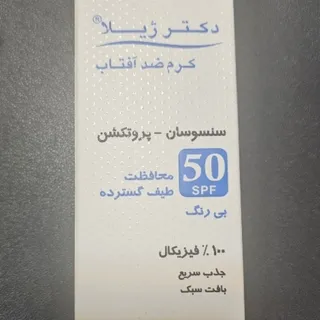 دکتر ژیلا®
کرم ضد آفتاب
سنسوسان - پروتکشن
50
SPF
محافظت
طیف گسترده
بی رنگ
۱۰۰٪ فیزیکال
جذب سریع
بافت سبک